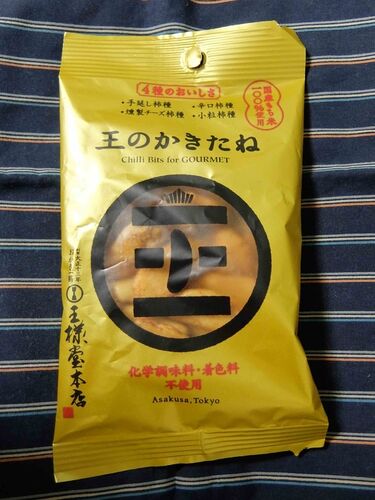 4種のおいしさ
・手延し柿種
・辛口柿種
・燻製チーズ柿種
・小粒柿種
国産もち米
100%使用
王のかきたね
Chilli Bits for GOURMET
王様堂本店
化学調味料・着色料
不使用
Asakusa, Tokyo